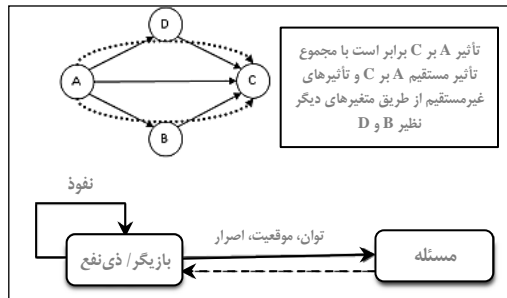 D
A
C
B
تأثیر A بر C برابر است با مجموع
تأثیر مستقیم A بر C و تأثیرهای
غیرمستقیم از طریق متغیرهای دیگر
نظیر B و D
نفوذ
بازیگر/ ذی‌نفع
توان، موقعیت، اصرار
مسئله